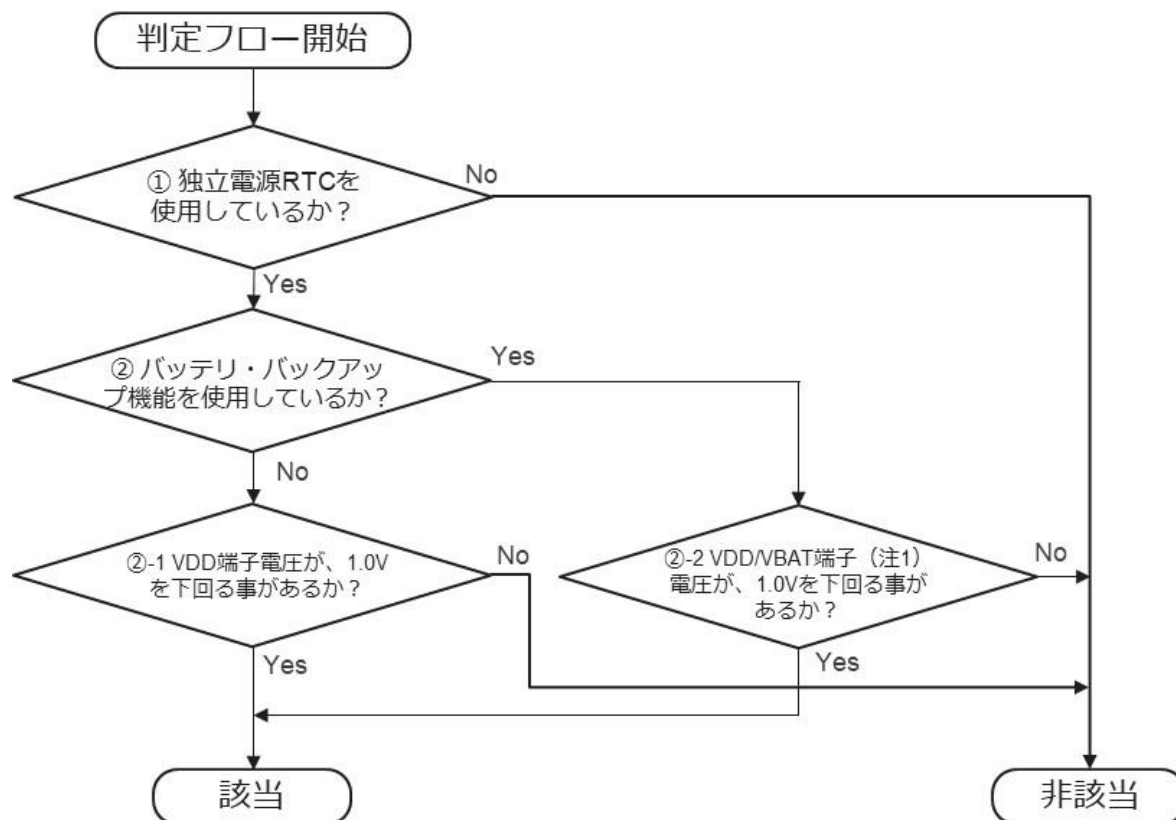 判定フロー開始
① 独立電源RTCを
使用しているか？
No
Yes
② バッテリ・バックアッ
プ機能を使用しているか？
Yes
No
②-1 VDD端子電圧が、1.0V
を下回る事があるか？
No
Yes
②-2 VDD/VBAT端子（注1）
電圧が、1.0Vを下回る事が
あるか？
No
Yes
該当
非該当